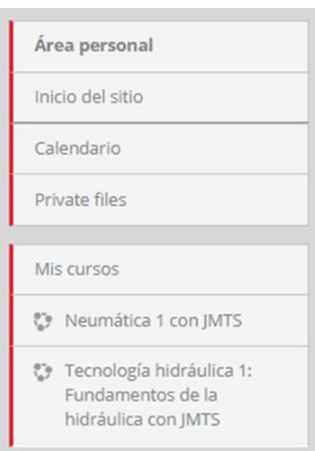 Área personal
Inicio del sitio
Calendario
Private files
Mis cursos
Neumática 1 con JMTS
Tecnología hidráulica 1:
Fundamentos de la
hidráulica con JMTS